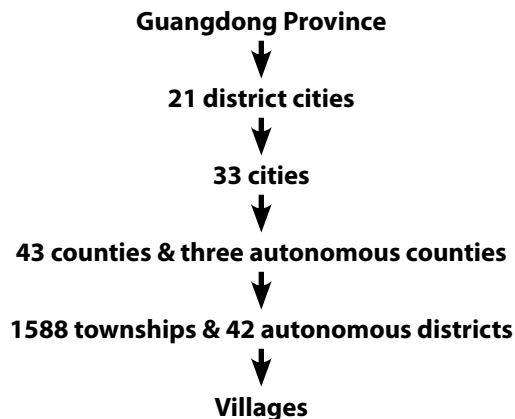 Guangdong Province
21 district cities
33 cities
43 counties & three autonomous counties
1588 townships & 42 autonomous districts
Villages